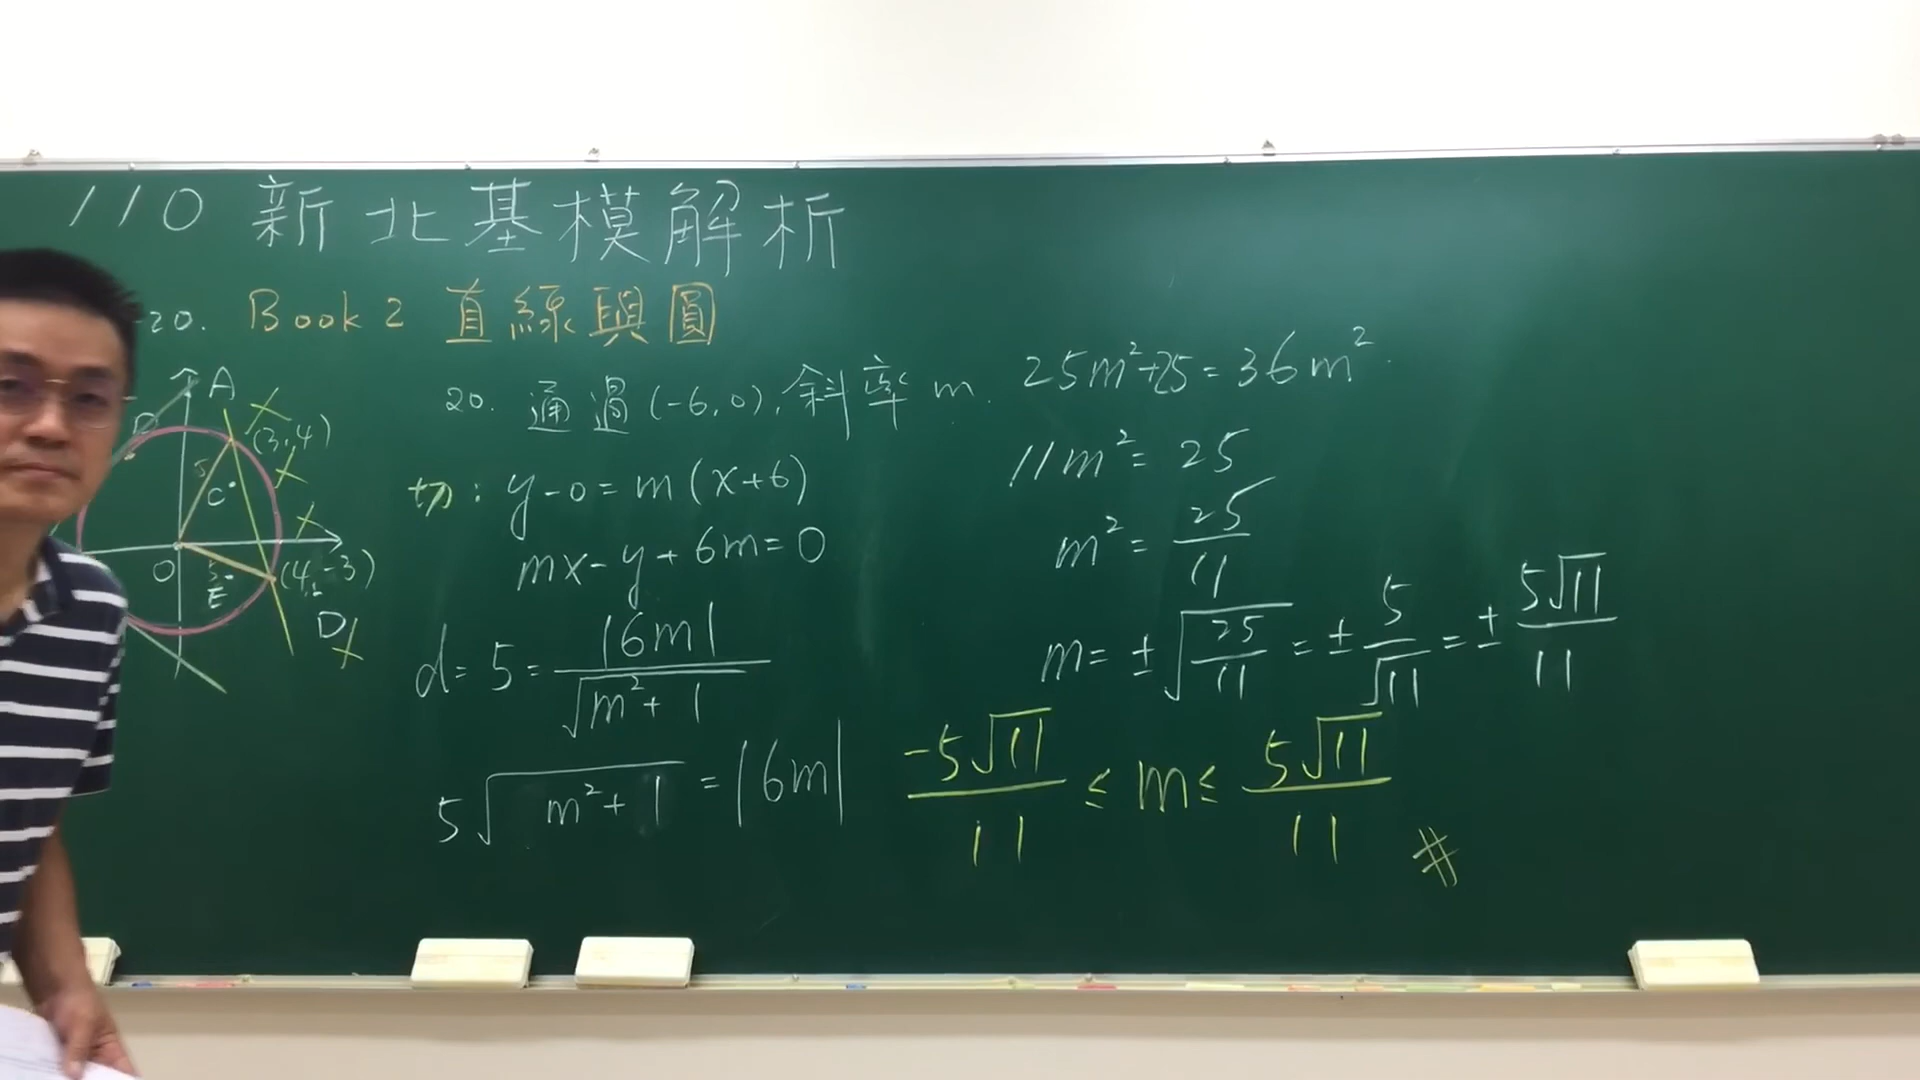 110 新北基模解析
-20. Book 2 直線與圓
A
(3,4)
5
C
O
5
E
(4,-3)
D
20. 通過(-6,0),斜率m.
切: y-0=m(x+6)
mx-y+6m=0
d=5=|6m|/√(m²+1)
5√(m²+1)=|6m|
25m²+25=36m²
11m²=25
m²=25/11
m=±√(25/11)=±5/√11=±5√11/11
-5√11/11≤m≤5√11/11 #